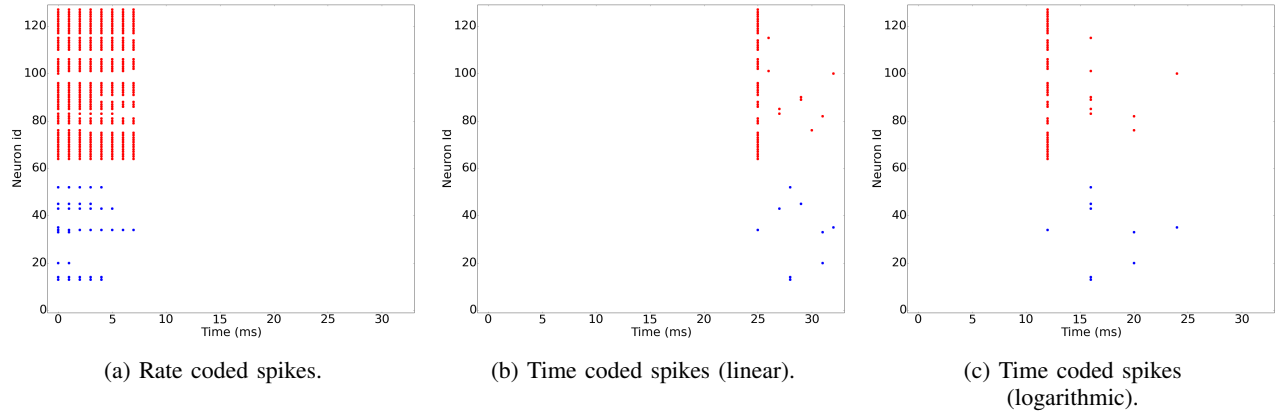 120
100
80
60
40
20
0
Neuron id
0 5 10 15 20 25 30
Time (ms)
(a) Rate coded spikes.
120
100
80
60
40
20
0
Neuron Id
0 5 10 15 20 25 30
Time (ms)
(b) Time coded spikes (linear).
120
100
80
60
40
20
0
Neuron Id
0 5 10 15 20 25 30
Time (ms)
(c) Time coded spikes
(logarithmic).